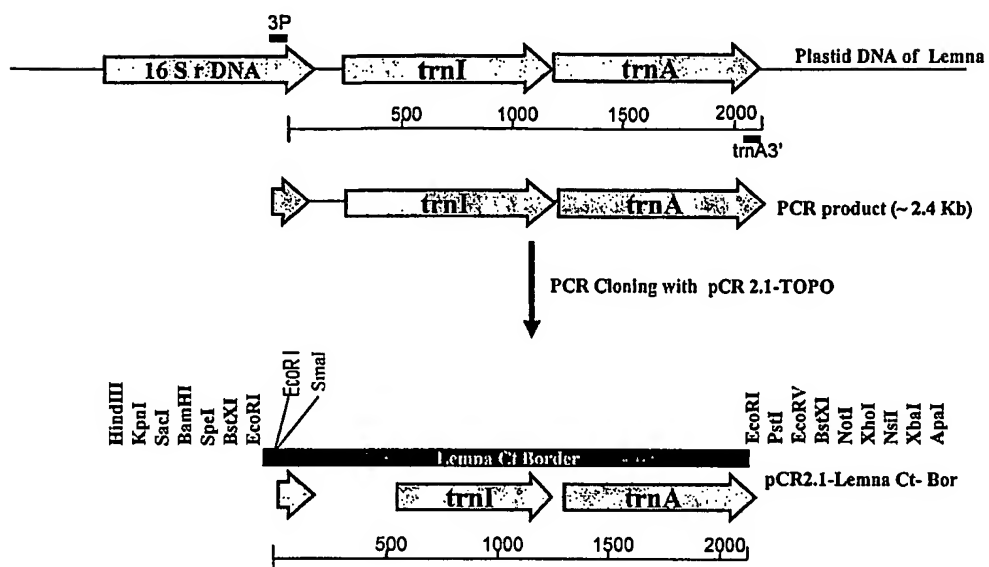 3P
16 S r DNA
trnI
trnA
Plastid DNA of Lemna
500
1000
1500
2000
trnA3'
trnI
trnA
PCR product (~ 2.4 Kb)
PCR Cloning with pCR 2.1-TOPO
HindIII
KpnI
SacI
BamHI
SpeI
BstXI
EcoRI
EcoRI
SmaI
EcoRI
PstI
EcoRV
BstXI
NotI
XhoI
NsiI
XbaI
ApaI
Lemna Ct Border
pCR2.1-Lemna Ct- Bor
trnI
trnA
500
1000
1500
2000